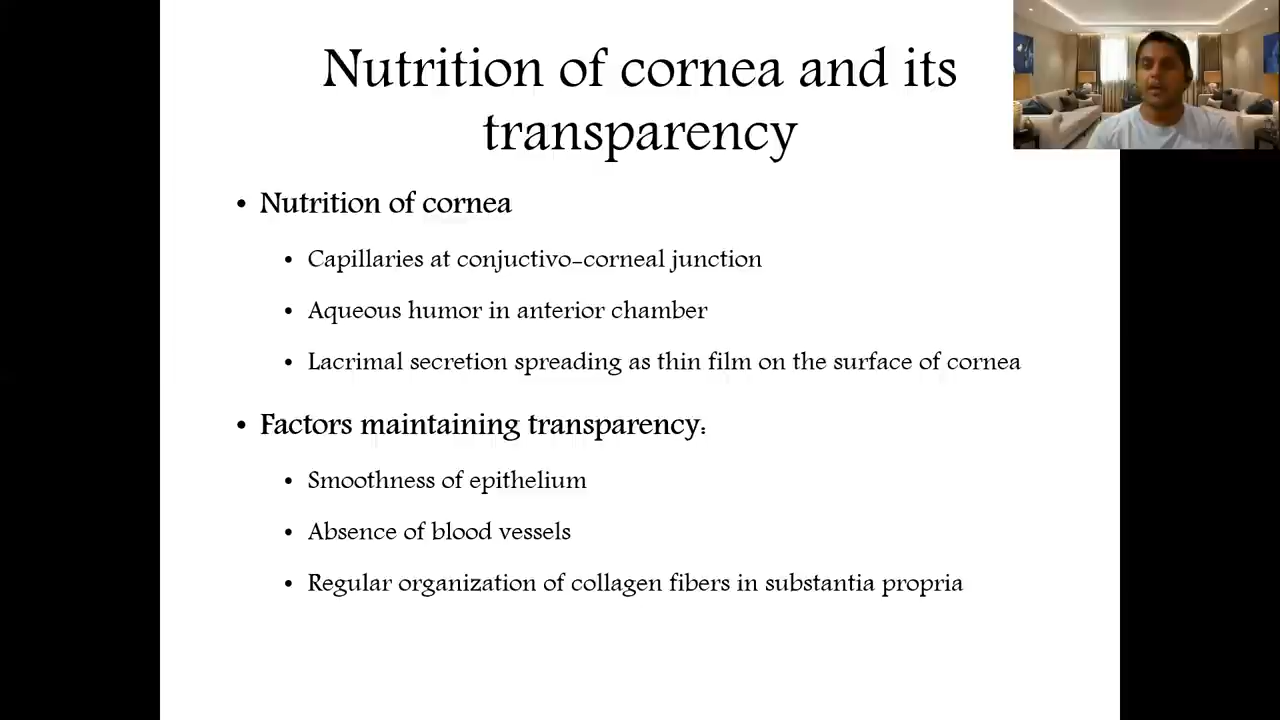 Nutrition of cornea and its
transparency
• Nutrition of cornea
• Capillaries at conjuctivo-corneal junction
• Aqueous humor in anterior chamber
• Lacrimal secretion spreading as thin film on the surface of cornea
• Factors maintaining transparency:
• Smoothness of epithelium
• Absence of blood vessels
• Regular organization of collagen fibers in substantia propria